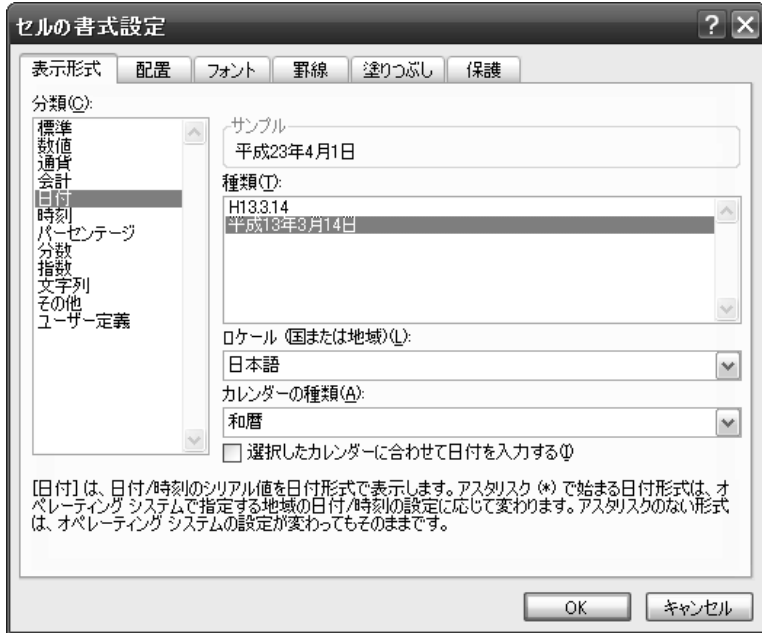 セルの書式設定
表示形式 配置 フォント 罫線 塗りつぶし 保護
分類(C):
標準
数値
通貨
会計
日付
時刻
パーセンテージ
分数
指数
文字列
その他
ユーザー定義
サンプル
平成23年4月1日
種類(T):
H13.3.14
平成13年3月14日
ロケール (国または地域)(L):
日本語
カレンダーの種類(A):
和暦
選択したカレンダーに合わせて日付を入力する(I)
[日付] は、日付/時刻のシリアル値を日付形式で表示します。アスタリスク (*) で始まる日付形式は、オ
ペレーティング システムで指定する地域の日付/時刻の設定に応じて変わります。アスタリスクのない形式
は、オペレーティング システムの設定が変わってもそのままです。
OK キャンセル